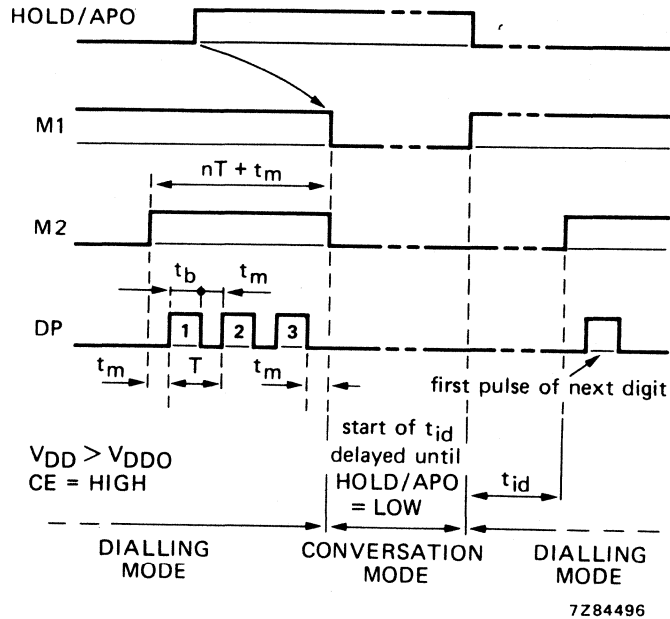 HOLD/APO
M1
nT + tm
M2
tb
tm
DP
1
2
3
tm
T
tm
first pulse of next digit
start of tid
delayed until
HOLD/APO
= LOW
VDD > VDDO
CE = HIGH
tid
DIALLING
MODE
CONVERSATION
MODE
DIALLING
MODE
7Z84496